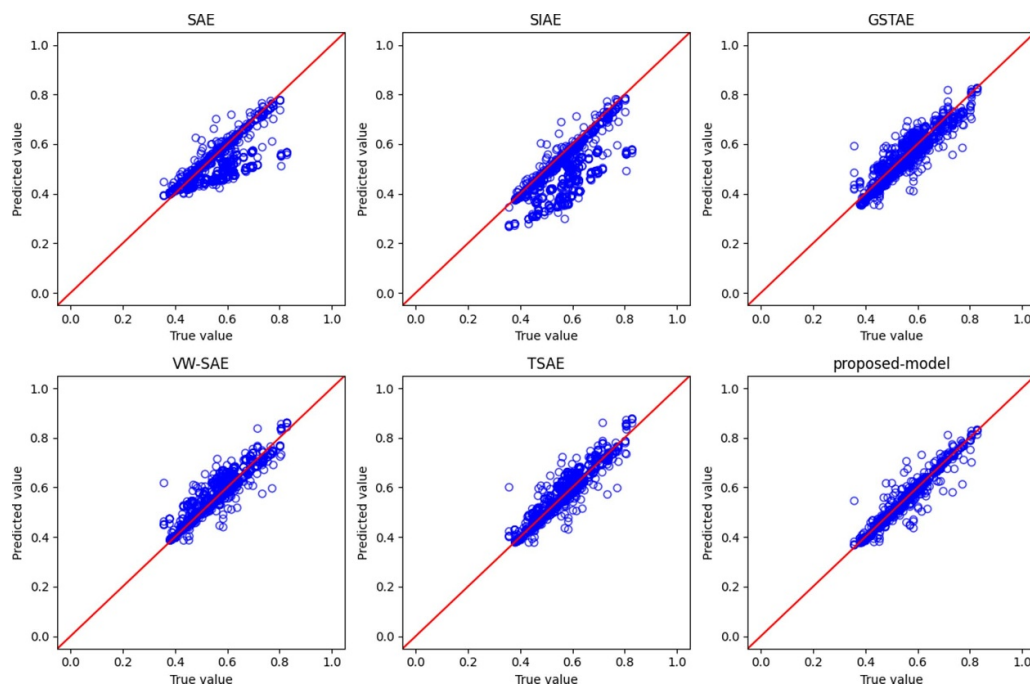 SAE SIAE GSTAE
1.0 1.0 1.0
0.8 0.8 0.8
0.6 0.6 0.6
0.4 0.4 0.4
0.2 0.2 0.2
0.0 0.0 0.0
Predicted value Predicted value Predicted value
0.0 0.2 0.4 0.6 0.8 1.0 0.0 0.2 0.4 0.6 0.8 1.0 0.0 0.2 0.4 0.6 0.8 1.0
True value True value True value
VW-SAE TSAE proposed-model
1.0 1.0 1.0
0.8 0.8 0.8
0.6 0.6 0.6
0.4 0.4 0.4
0.2 0.2 0.2
0.0 0.0 0.0
Predicted value Predicted value Predicted value
0.0 0.2 0.4 0.6 0.8 1.0 0.0 0.2 0.4 0.6 0.8 1.0 0.0 0.2 0.4 0.6 0.8 1.0
True value True value True value